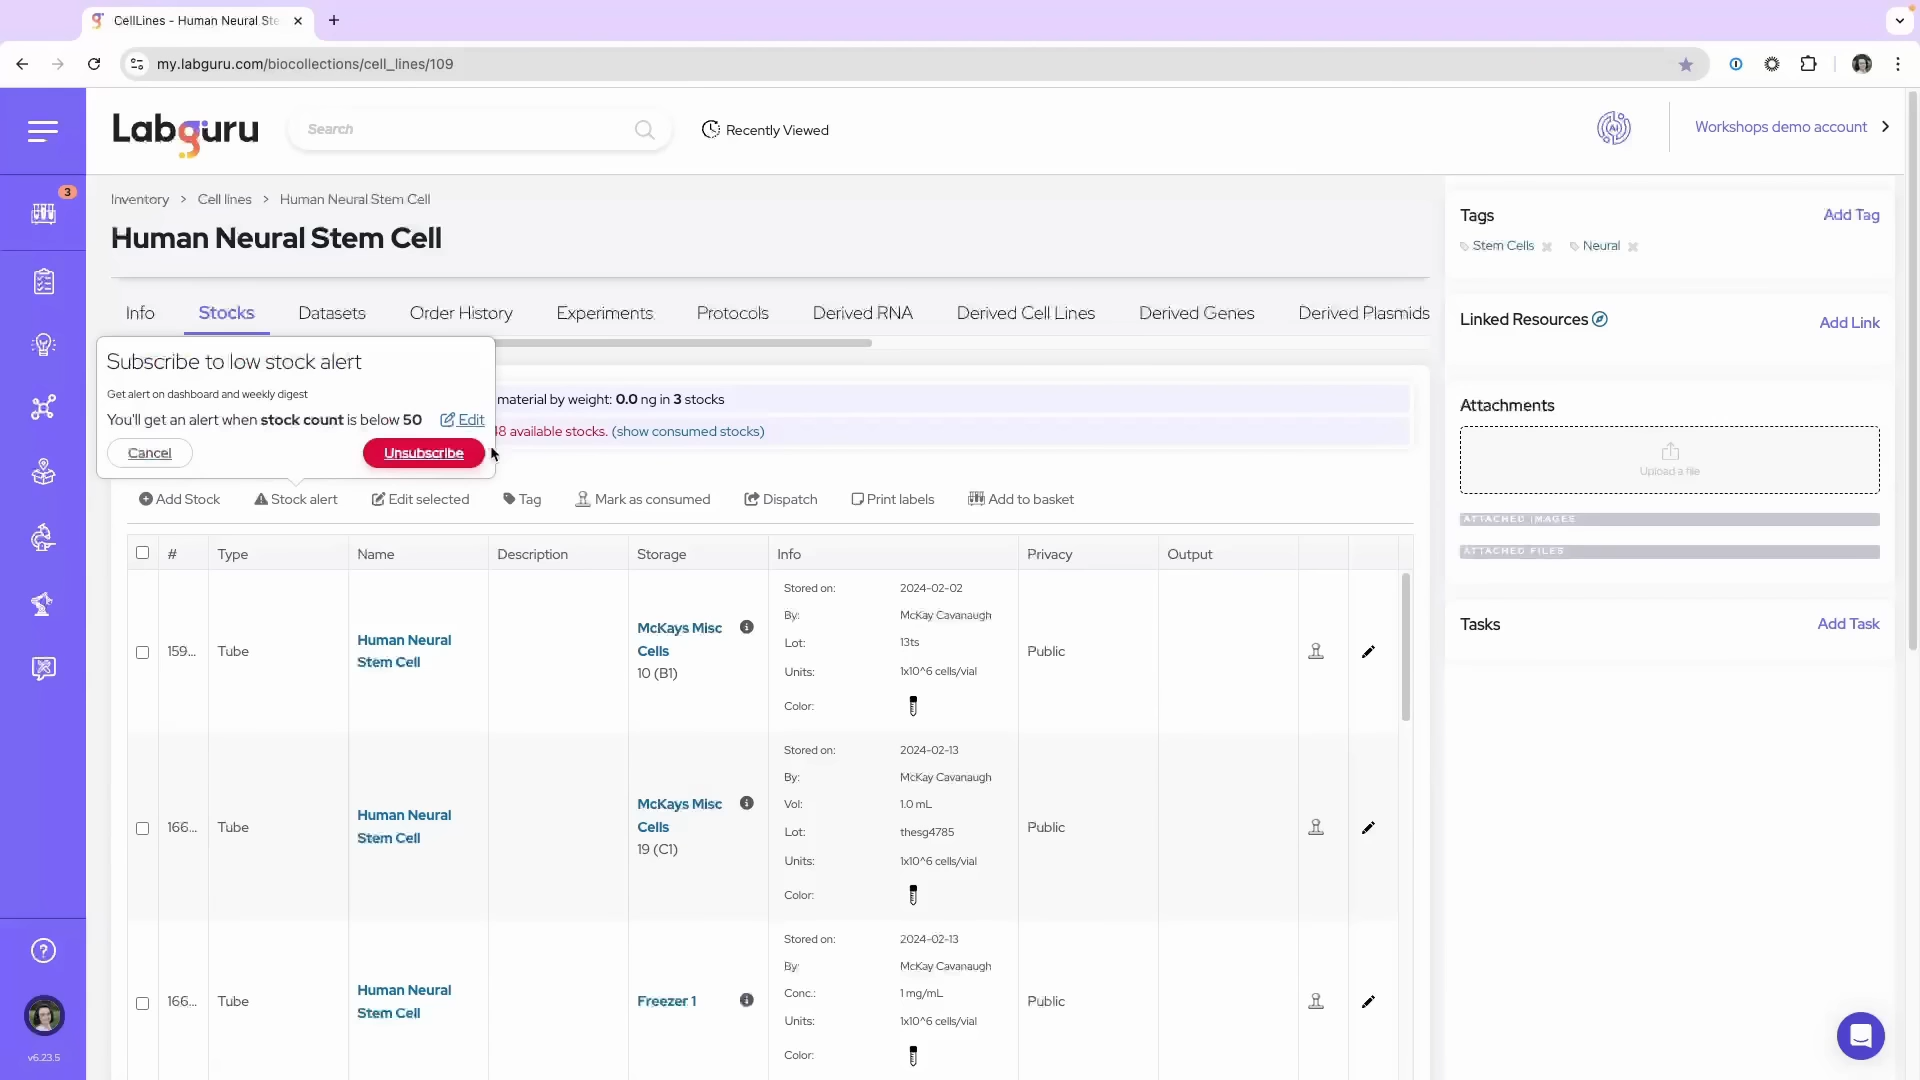 CellLines - Human Neural Ste
my.labguru.com/biocollections/cell_lines/109
Labguru
Search
Recently Viewed
AI
Workshops demo account
3
Inventory > Cell lines > Human Neural Stem Cell
Human Neural Stem Cell
Info Stocks Datasets Order History Experiments Protocols Derived RNA Derived Cell Lines Derived Genes Derived Plasmids
Subscribe to low stock alert
Get alert on dashboard and weekly digest
You'll get an alert when stock count is below 50 Edit
Cancel Unsubscribe
material by weight: 0.0 ng in 3 stocks
48 available stocks. (show consumed stocks)
Add Stock Stock alert Edit selected Tag Mark as consumed Dispatch Print labels Add to basket
# Type Name Description Storage Info Privacy Output
159... Tube Human Neural Stem Cell McKays Misc Cells 10 (B1) Public
Stored on: 2024-02-02
By: McKay Cavanaugh
Lot: 13ts
Units: 1x10^6 cells/vial
Color:
166... Tube Human Neural Stem Cell McKays Misc Cells 19 (C1) Public
Stored on: 2024-02-13
By: McKay Cavanaugh
Vol: 1.0 mL
Lot: thesg4785
Units: 1x10^6 cells/vial
Color:
166... Tube Human Neural Stem Cell Freezer 1 Public
Stored on: 2024-02-13
By: McKay Cavanaugh
Conc.: 1 mg/mL
Units: 1x10^6 cells/vial
Color:
Tags Add Tag
Stem Cells Neural
Linked Resources Add Link
Attachments
Upload a file
ATTACHED IMAGES
ATTACHED FILES
Tasks Add Task
v6.23.5